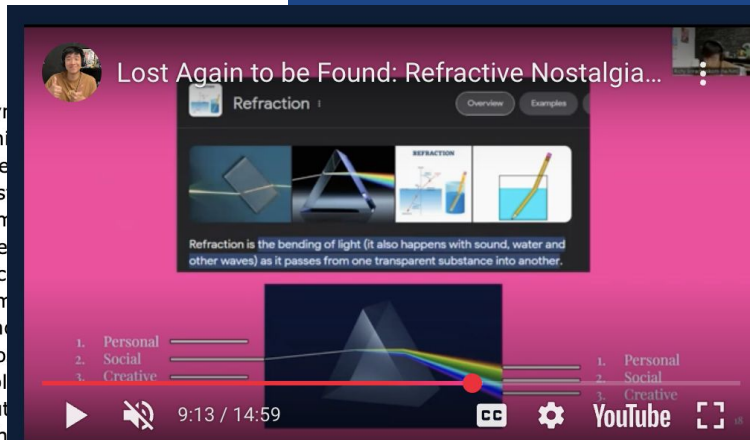 Lost Again to be Found: Refractive Nostalgia...
Refraction
Overview
Examples
REFRACTION
Refraction is the bending of light (it also happens with sound, water and
other waves) as it passes from one transparent substance into another.
1. Personal
2. Social
3. Creative
1. Personal
2. Social
3. Creative
9:13 / 14:59
CC
YouTube